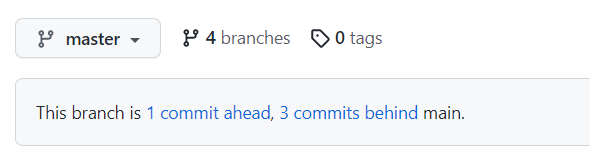 master 4 branches 0 tags
This branch is 1 commit ahead, 3 commits behind main.